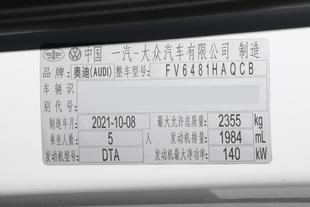 中国 一汽-大众汽车有限公司 制造
品牌 奥迪(AUDI) 整车型号 FV6481HAQCB
车辆识
制造年月 2021-10-08 最大允许总质量 2355 kg
乘坐人数 5 人 发动机排量 1984 mL
发动机型号 DTA 发动机最大净功率 140 kW